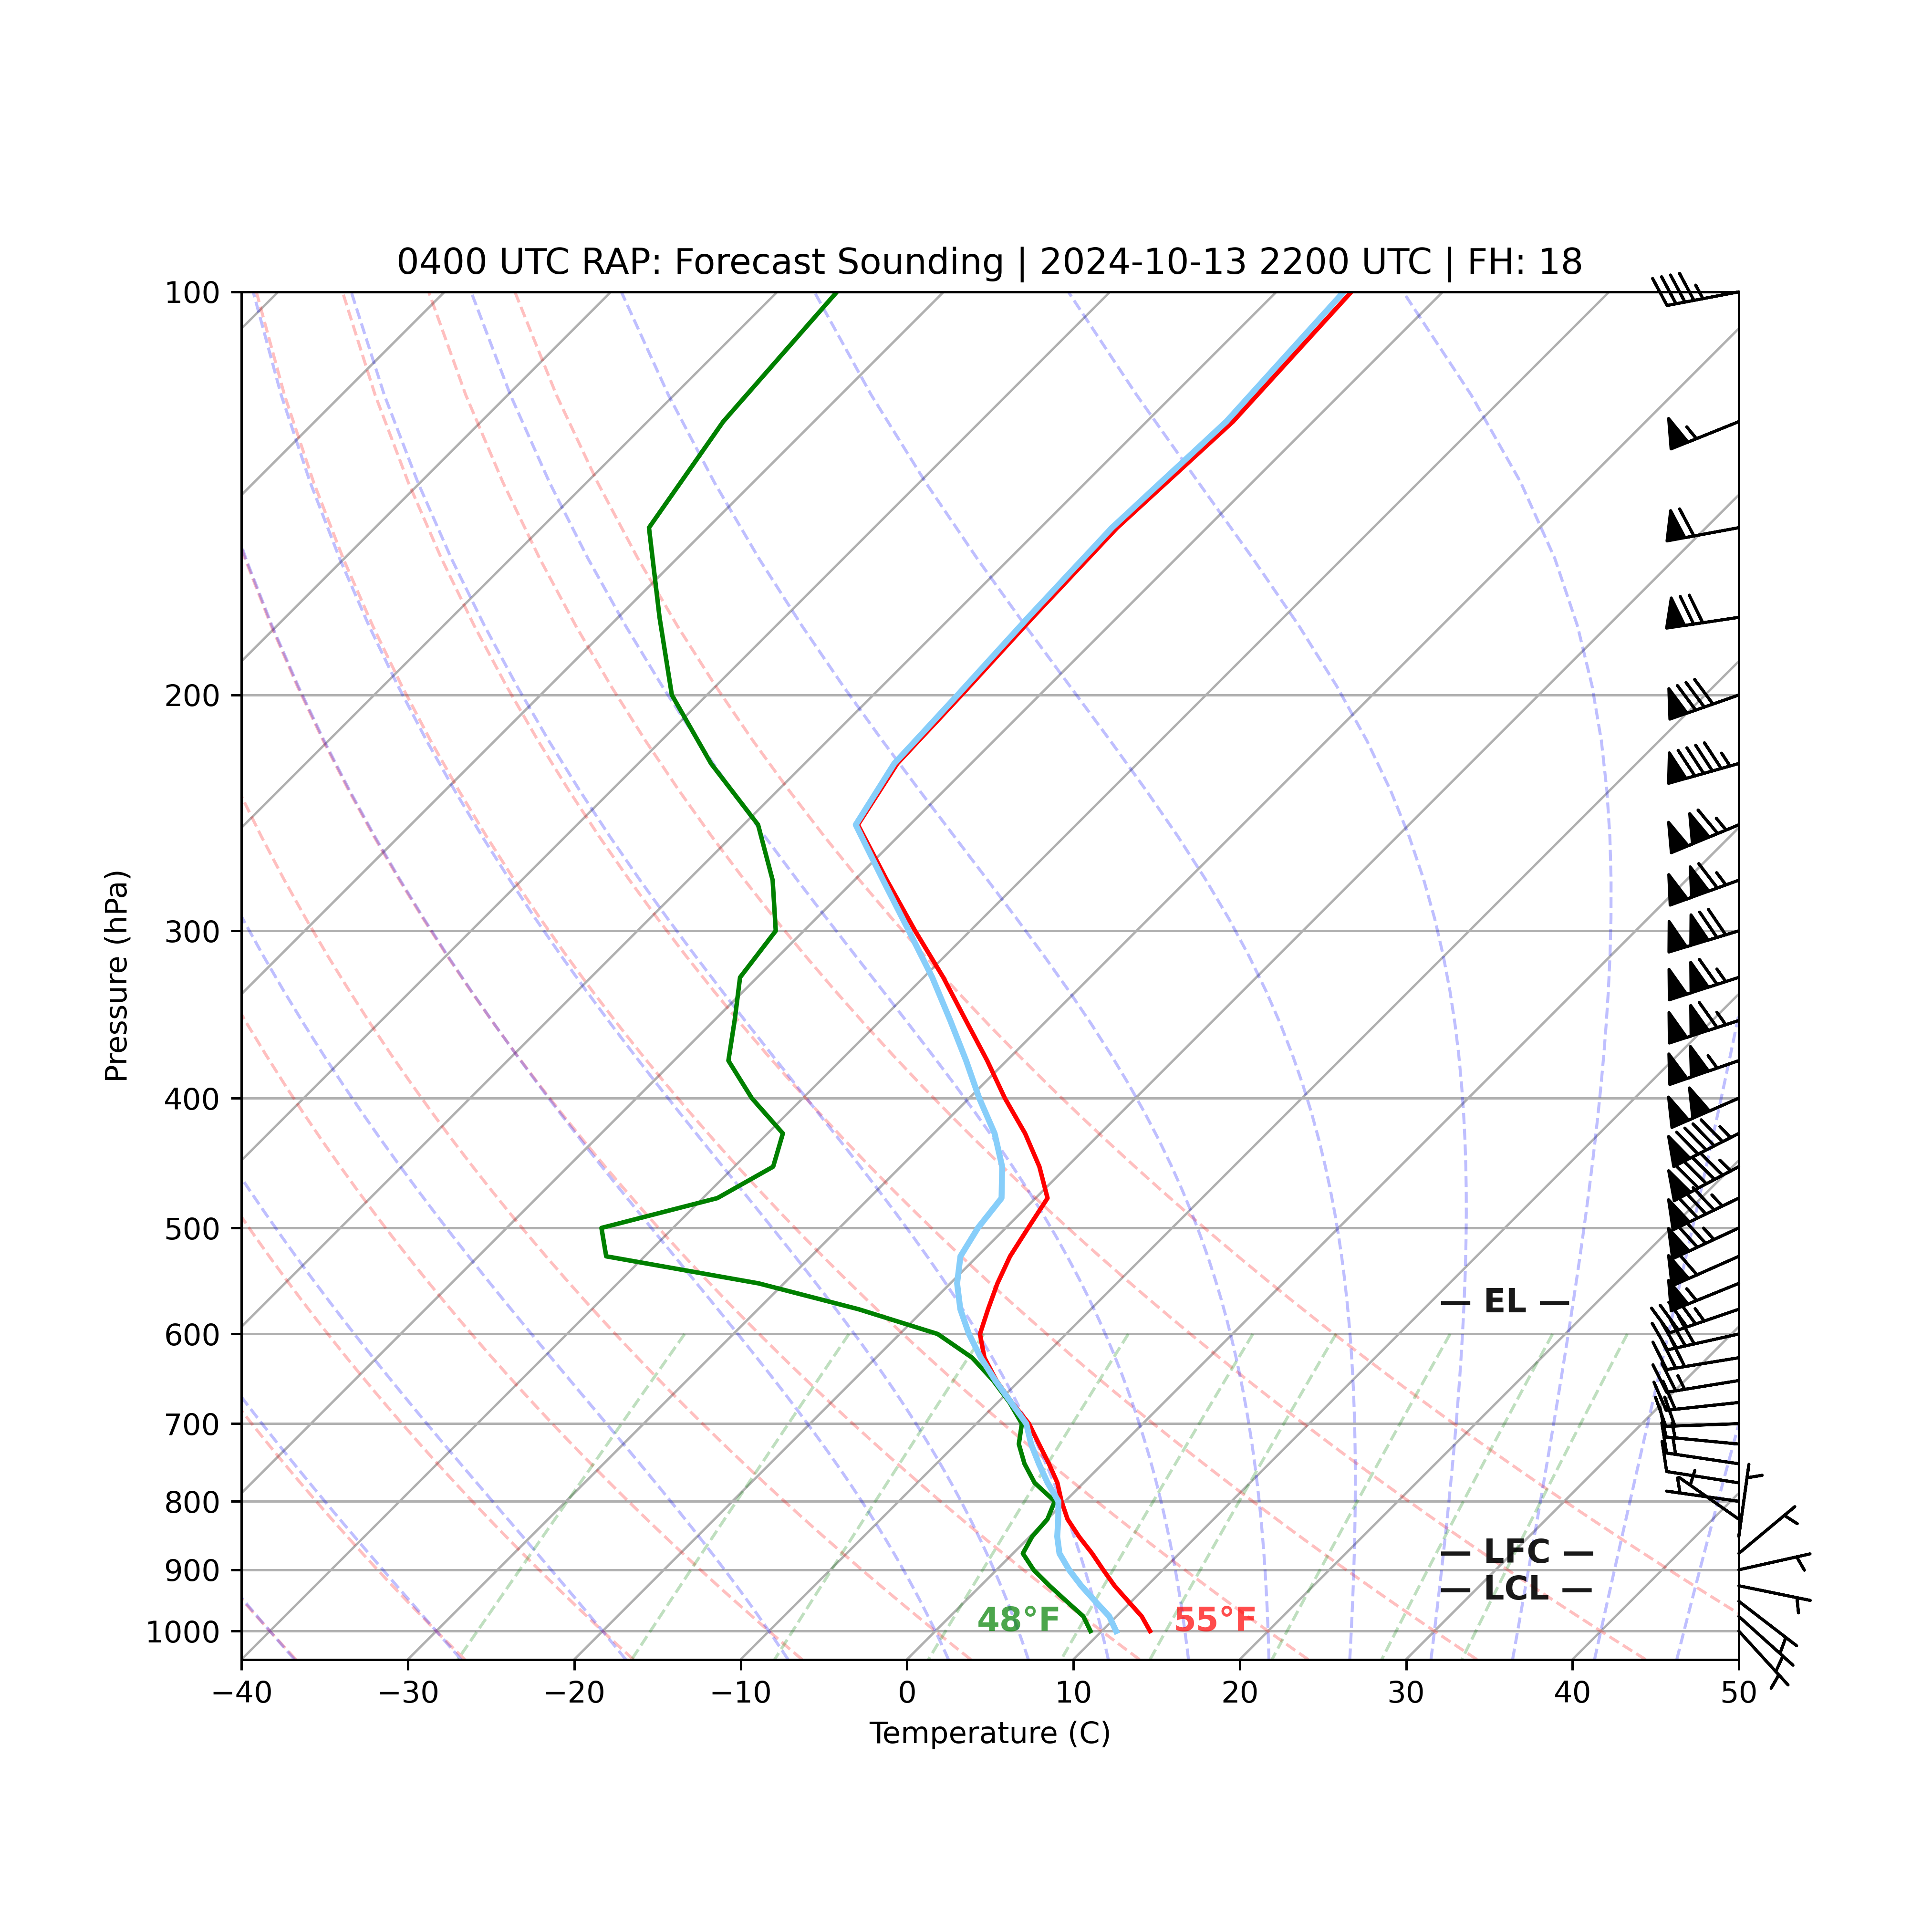 0400 UTC RAP: Forecast Sounding | 2024-10-13 2200 UTC | FH: 18
100
200
300
400
500
600
700
800
900
1000
Pressure (hPa)
— EL —
— LFC —
— LCL —
48°F
55°F
−40 −30 −20 −10 0 10 20 30 40 50
Temperature (C)